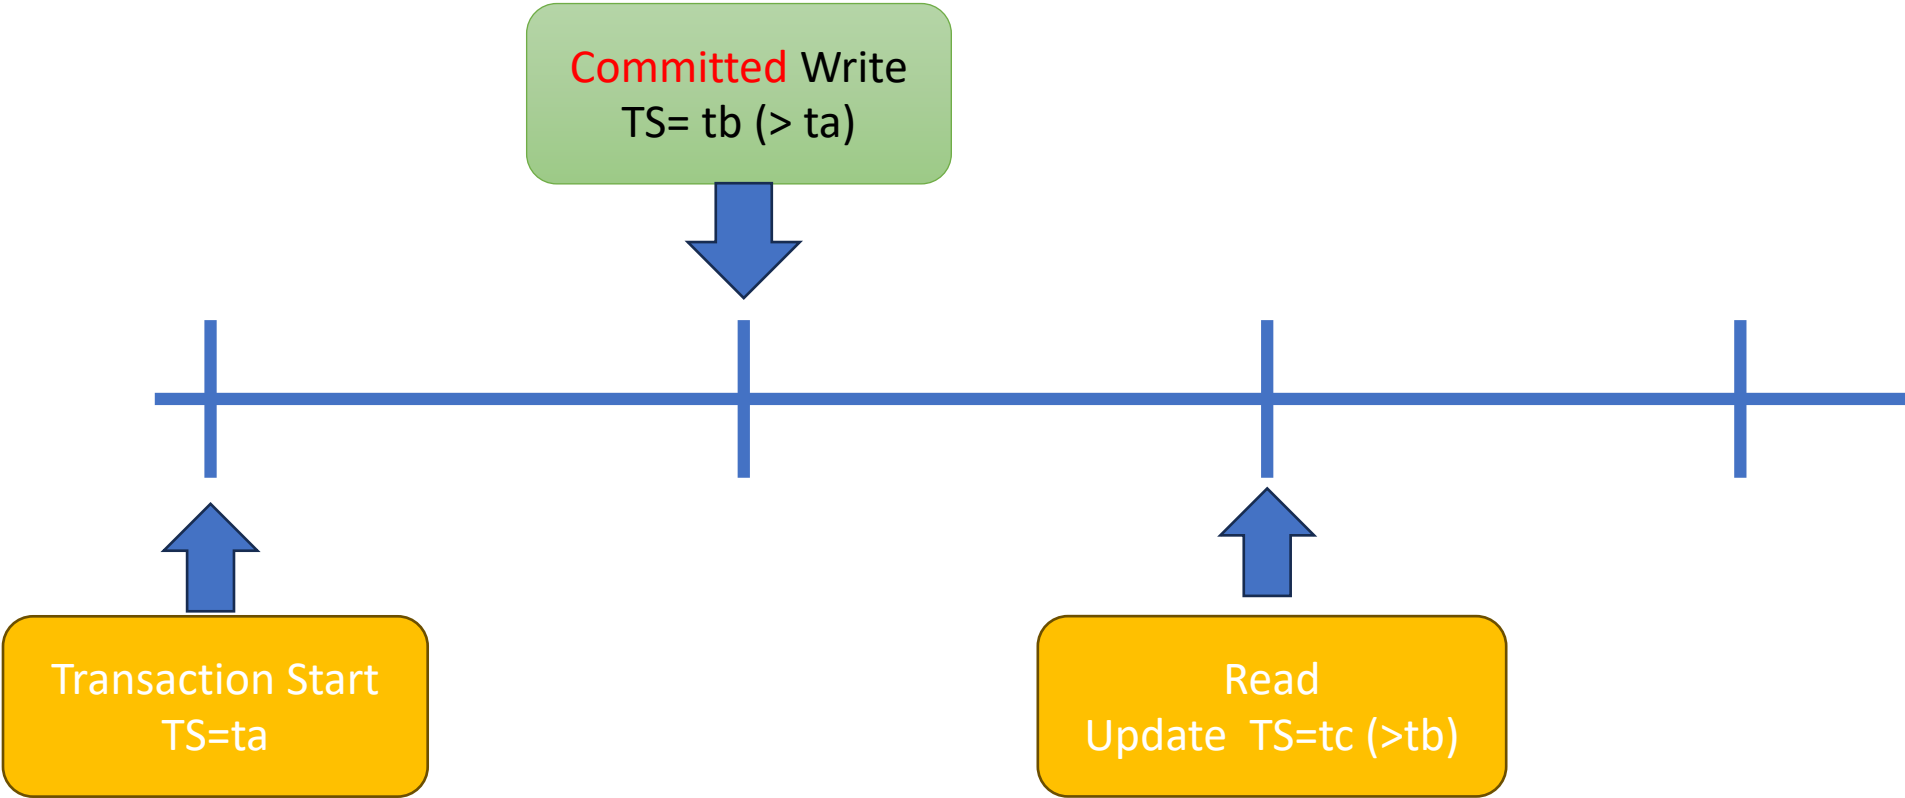 Committed Write
TS= tb (> ta)
Transaction Start
TS=ta
Read
Update  TS=tc (>tb)